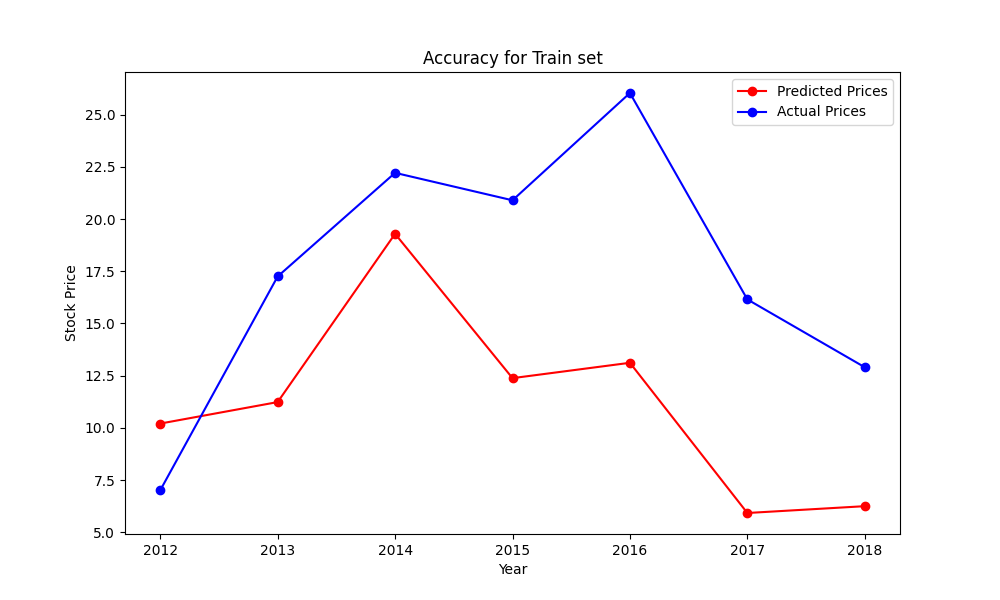 Accuracy for Train set
Predicted Prices
Actual Prices
Stock Price
25.0
22.5
20.0
17.5
15.0
12.5
10.0
7.5
5.0
2012 2013 2014 2015 2016 2017 2018
Year